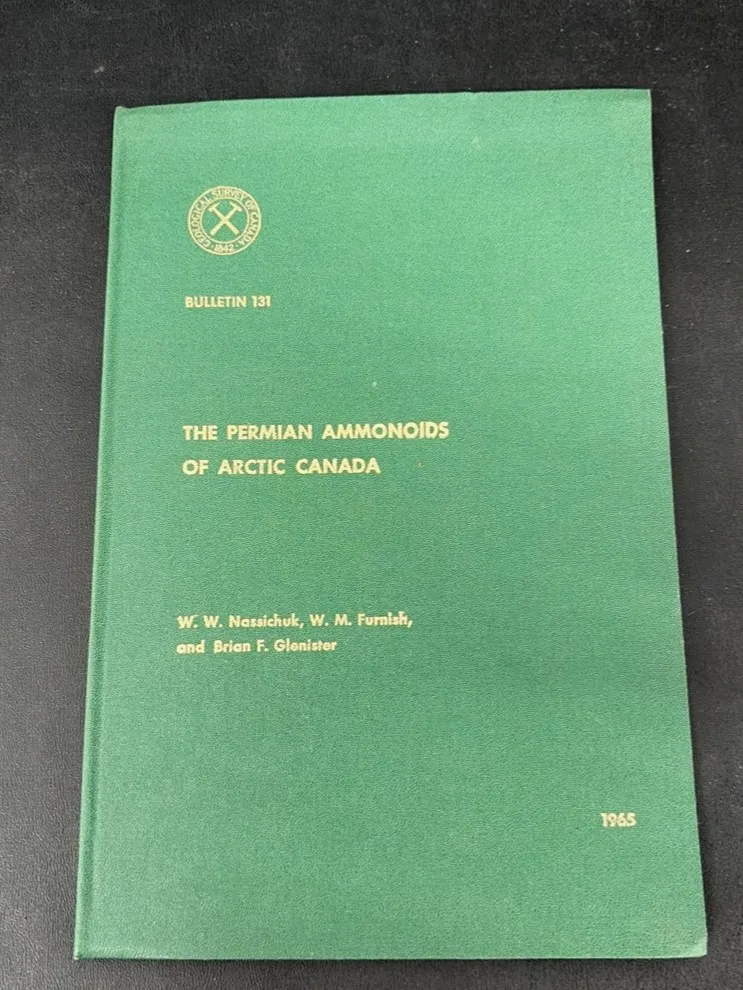 GEOLOGICAL SURVEY OF CANADA
·1842·
BULLETIN 131
THE PERMIAN AMMONOIDS
OF ARCTIC CANADA
W. W. Nassichuk, W. M. Furnish,
and Brian F. Glenister
1965